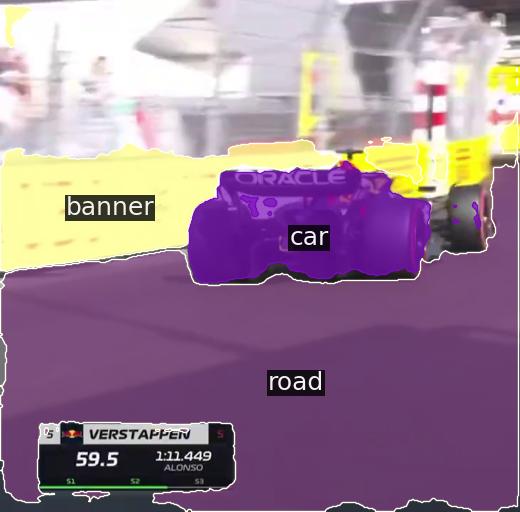 ORACLE
banner
car
road
5 VERSTAPPEN 5
59.5 1:11.449
ALONSO
S1 S2 S3